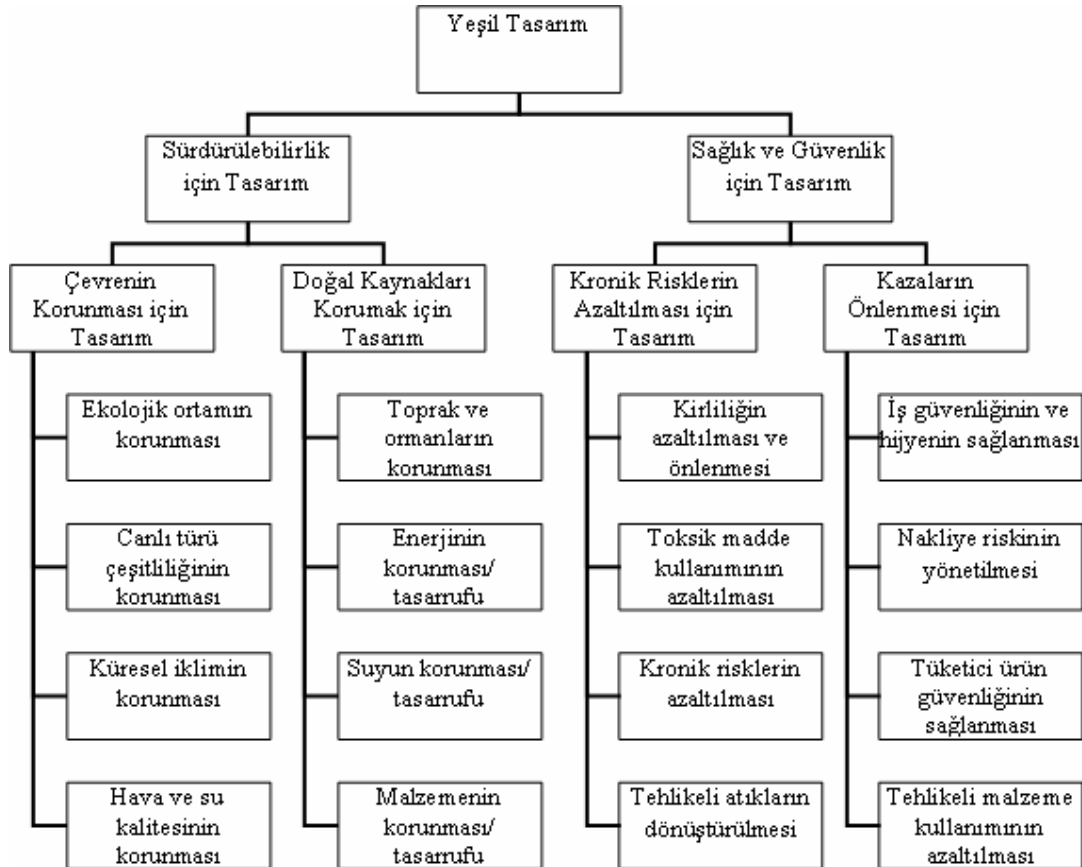 Yeşil Tasarım
Sürdürülebilirlik
için Tasarım
Sağlık ve Güvenlik
için Tasarım
Çevrenin
Korunması için
Tasarım
Doğal Kaynakları
Korumak için
Tasarım
Kronik Risklerin
Azaltılması için
Tasarım
Kazaların
Önlenmesi için
Tasarım
Ekolojik ortamın
korunması
Toprak ve
ormanların
korunması
Kirliliğin
azaltılması ve
önlenmesi
İş güvenliğinin ve
hijyenin sağlanması
Canlı türü
çeşitliliğinin
korunması
Enerjinin
korunması/
tasarrufu
Toksik madde
kullanımının
azaltılması
Nakliye riskinin
yönetilmesi
Küresel iklimin
korunması
Suyun korunması/
tasarrufu
Kronik risklerin
azaltılması
Tüketici ürün
güvenliğinin
sağlanması
Hava ve su
kalitesinin
korunması
Malzemenin
korunması/
tasarrufu
Tehlikeli atıkların
dönüştürülmesi
Tehlikeli malzeme
kullanımının
azaltılması